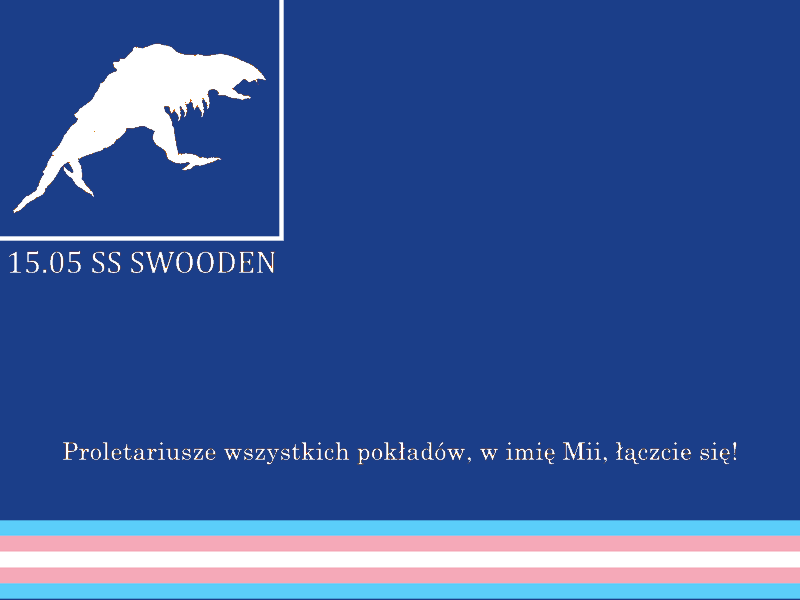 15.05 SS SWOODEN
Proletariusze wszystkich pokładów, w imię Mii, łączcie się!